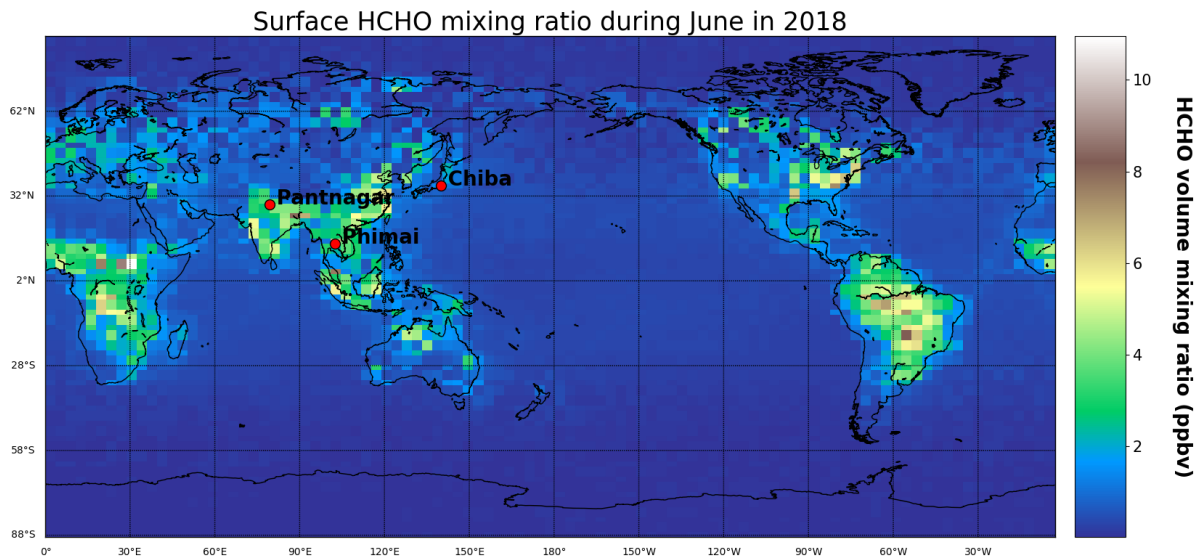 Surface HCHO mixing ratio during June in 2018
62°N
32°N
2°N
28°S
58°S
88°S
0°
30°E
60°E
90°E
120°E
150°E
180°
150°W
120°W
90°W
60°W
30°W
Chiba
Pantnagar
Phimai
10
8
6
4
2
HCHO volume mixing ratio (ppbv)